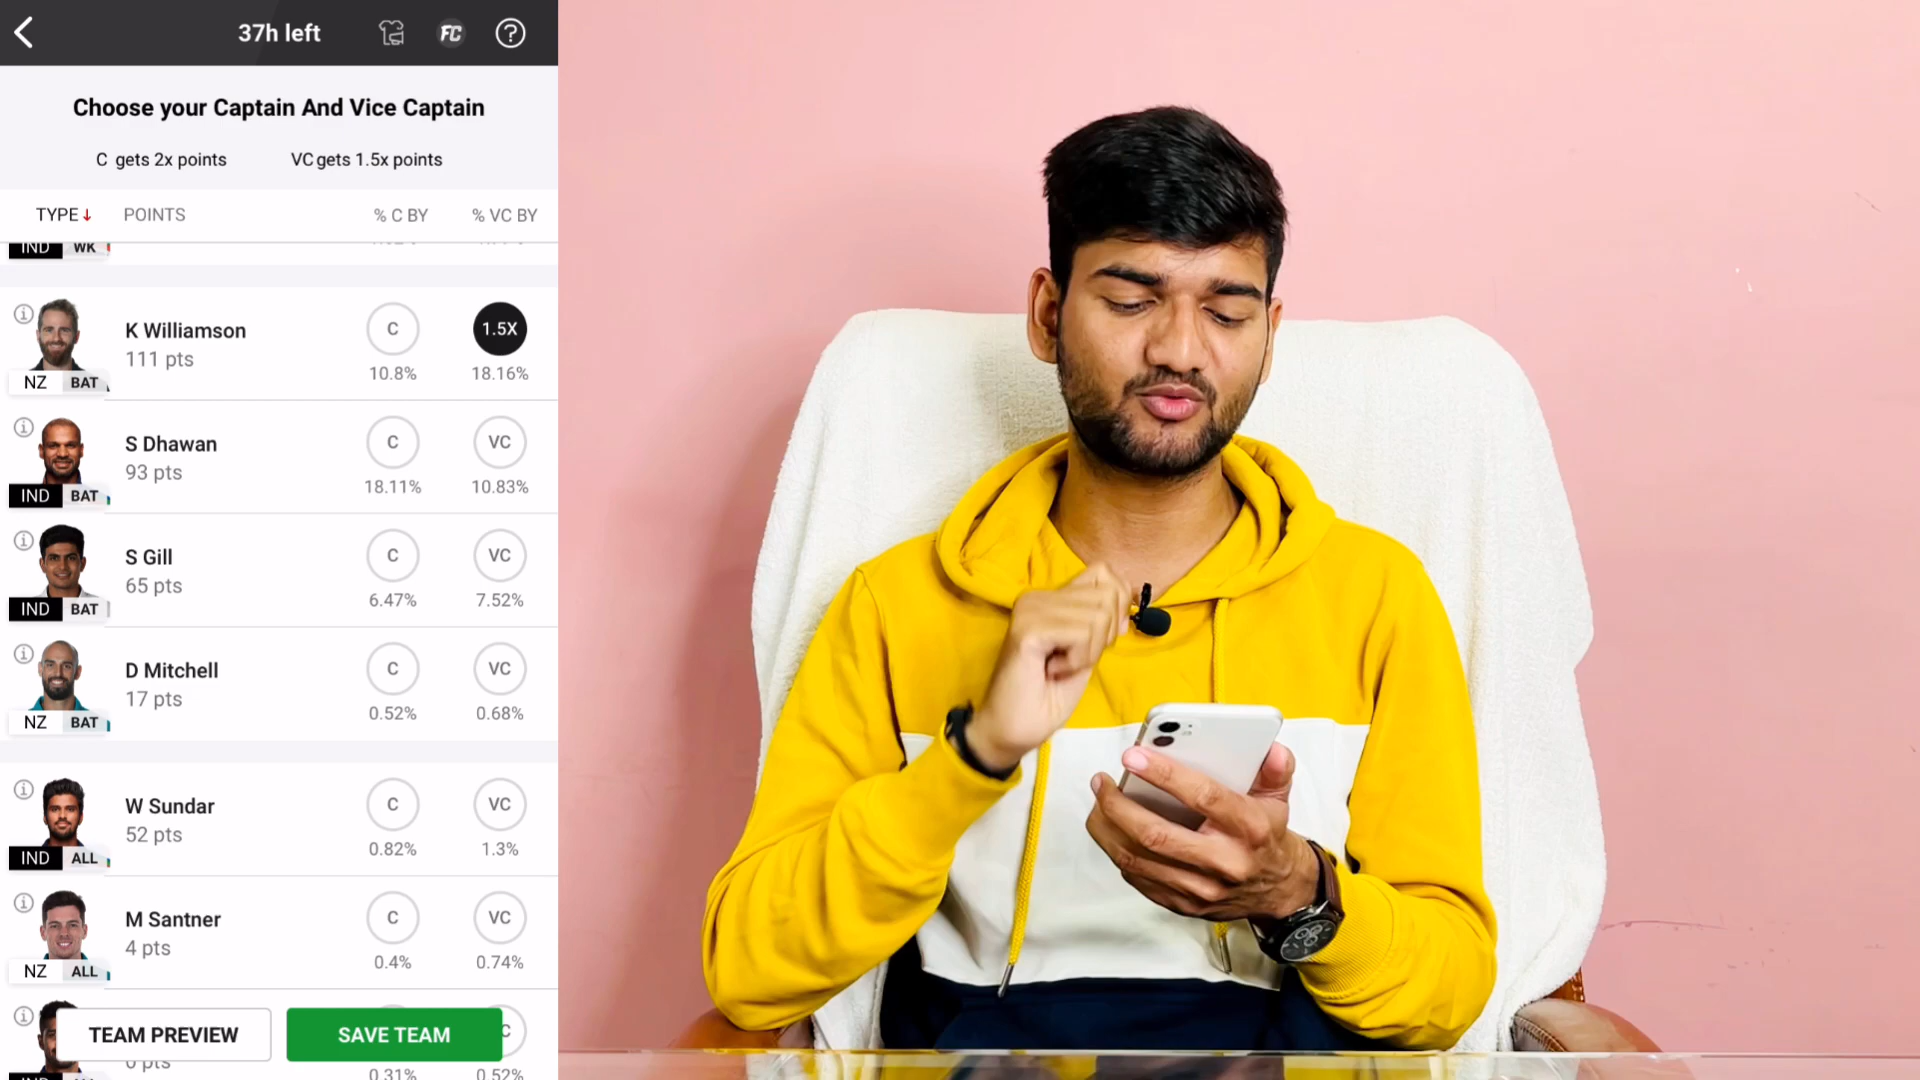 37h left
FC
?
Choose your Captain And Vice Captain
C gets 2x points
VC gets 1.5x points
TYPE↓ POINTS % C BY % VC BY
IND WK
K Williamson
111 pts
C 1.5X
10.8% 18.16%
NZ BAT
S Dhawan
93 pts
C VC
18.11% 10.83%
IND BAT
S Gill
65 pts
C VC
6.47% 7.52%
IND BAT
D Mitchell
17 pts
C VC
0.52% 0.68%
NZ BAT
W Sundar
52 pts
C VC
0.82% 1.3%
IND ALL
M Santner
4 pts
C VC
0.4% 0.74%
NZ ALL
TEAM PREVIEW
SAVE TEAM
0 pts
0.31% 0.52%